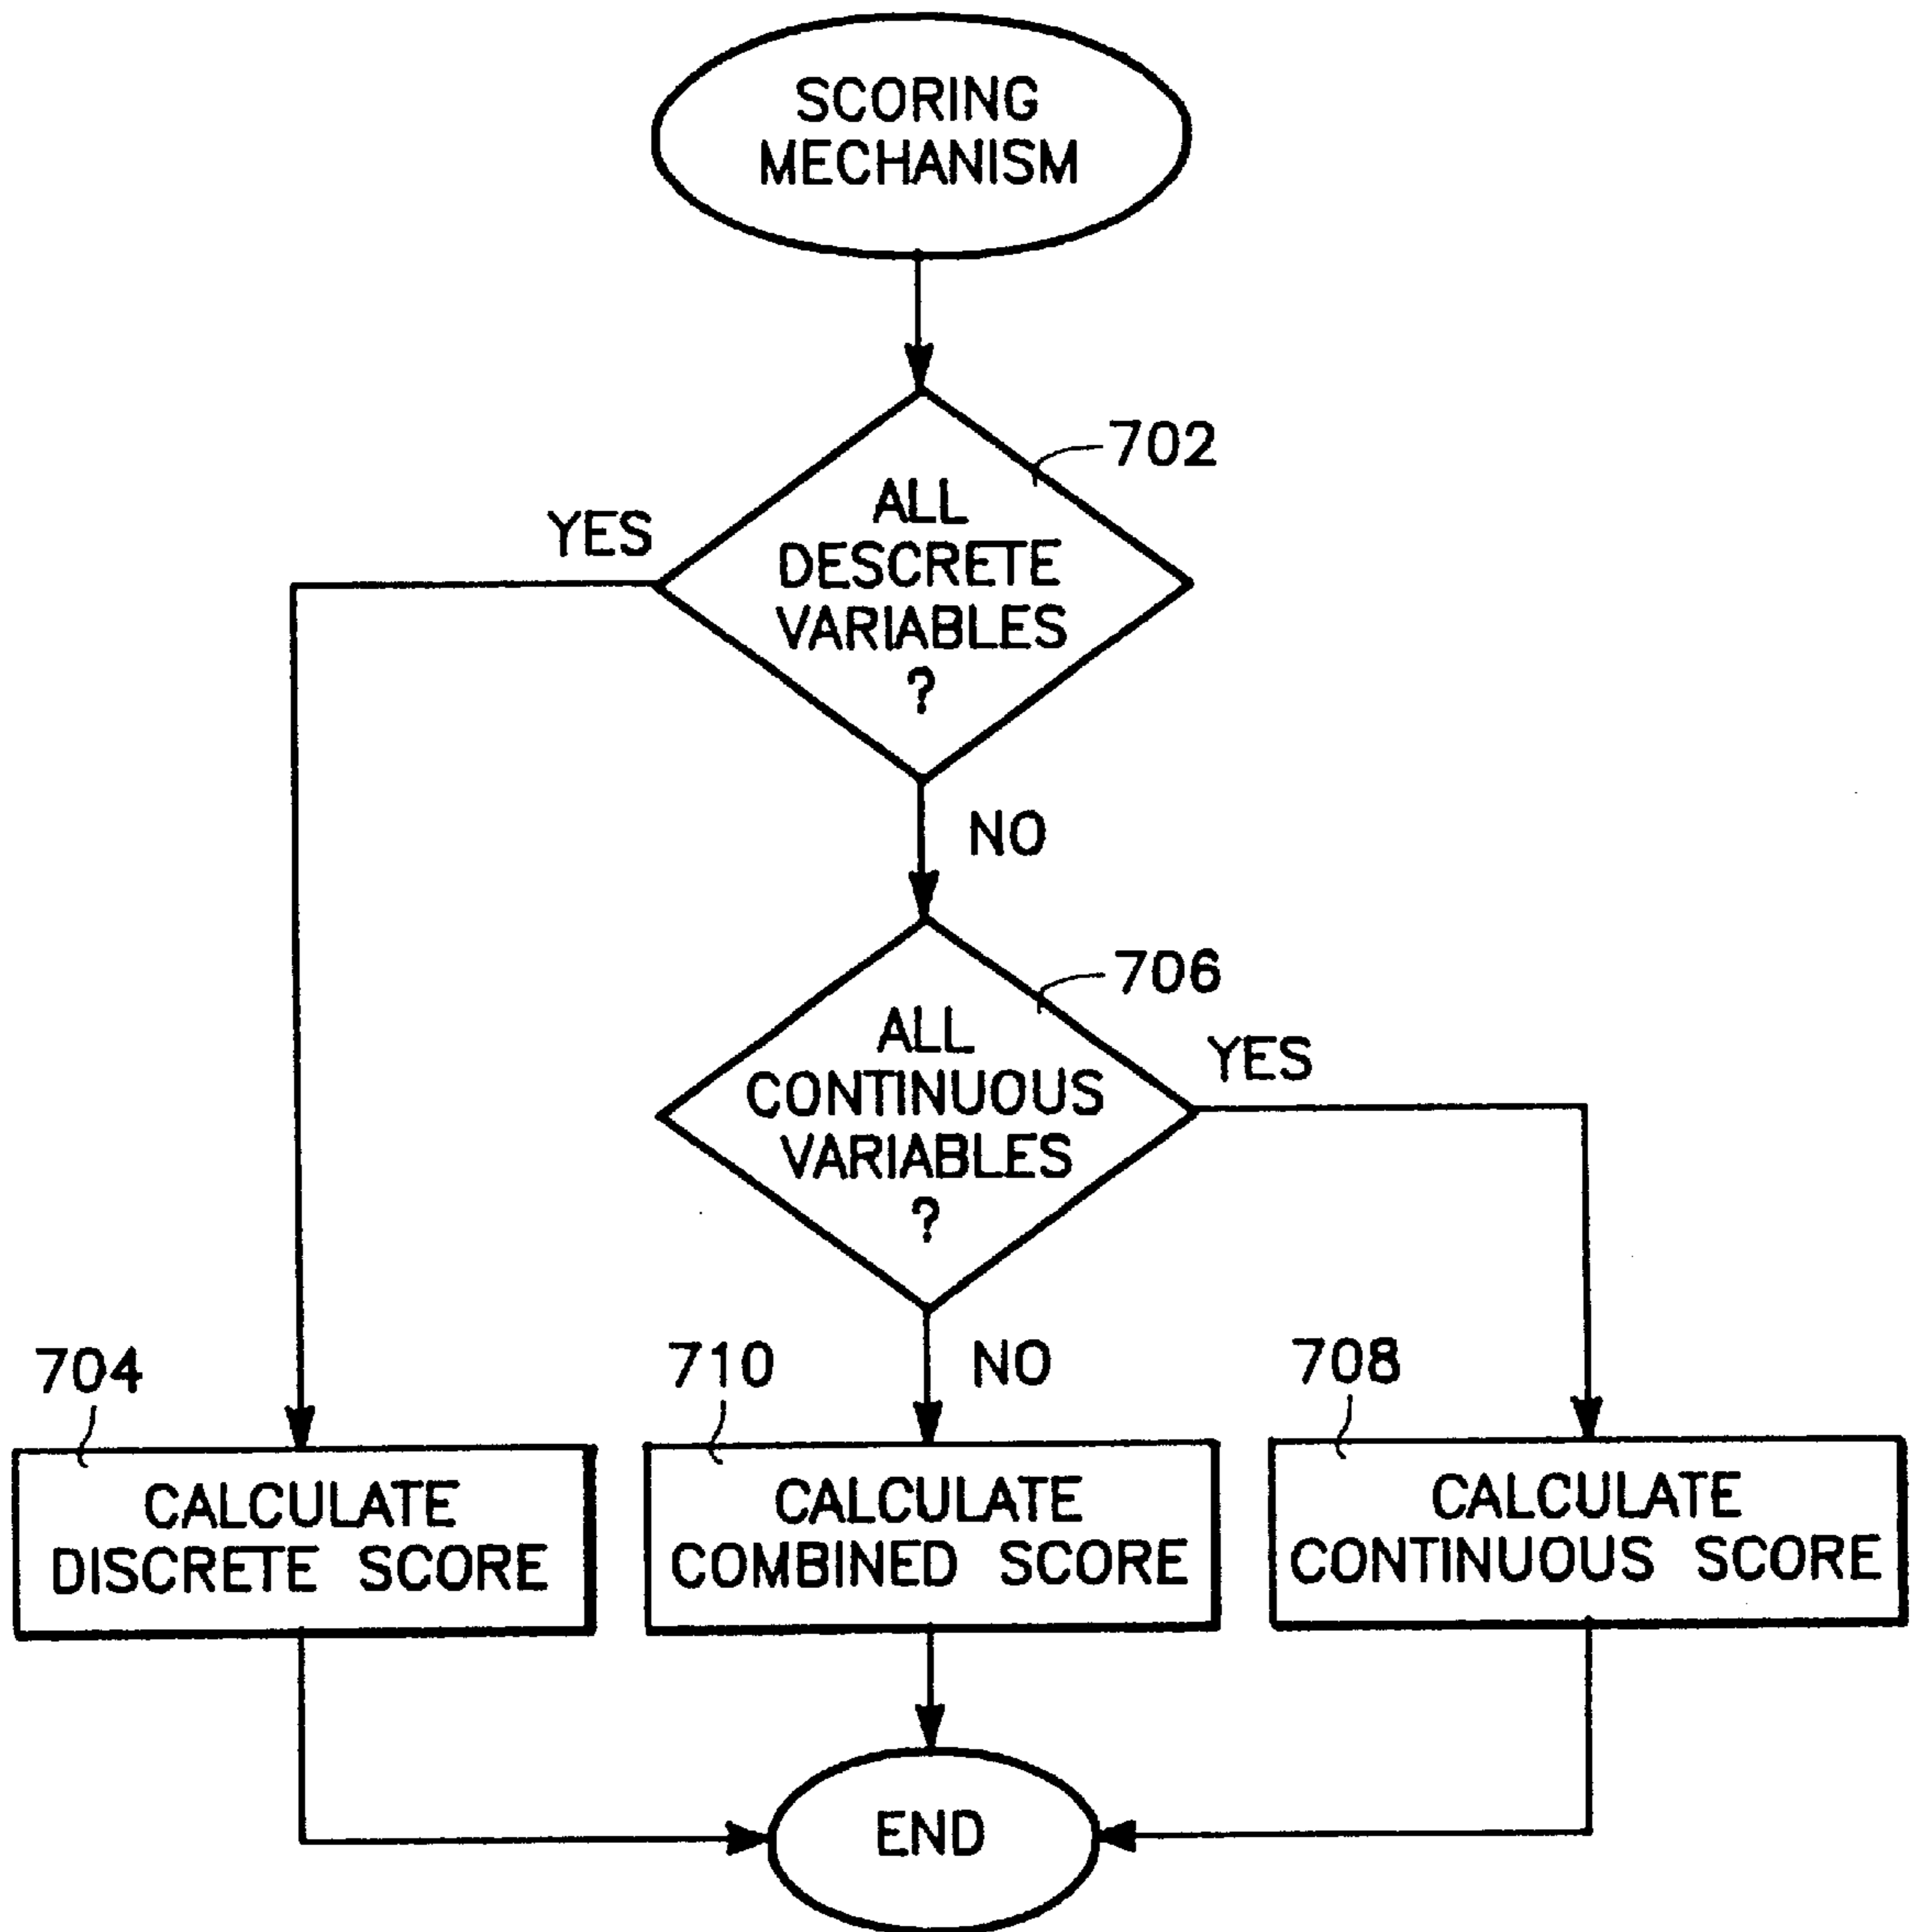 SCORING
MECHANISM
702
ALL
DESCRETE
VARIABLES
?
YES
NO
706
ALL
CONTINUOUS
VARIABLES
?
YES
NO
704
CALCULATE
DISCRETE SCORE
710
CALCULATE
COMBINED SCORE
708
CALCULATE
CONTINUOUS SCORE
END